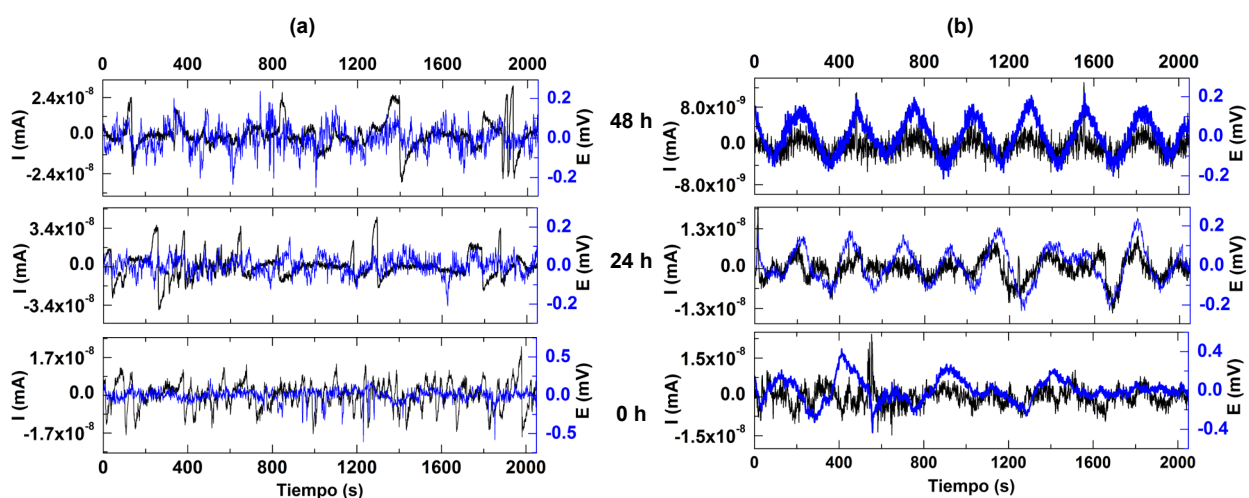 (a)
(b)
0 400 800 1200 1600 2000
0 400 800 1200 1600 2000
I (mA)
2.4x10⁻⁸
0.0
-2.4x10⁻⁸
0.2
0.0
-0.2
E (mV)
48 h
I (mA)
8.0x10⁻⁹
0.0
-8.0x10⁻⁹
0.2
0.0
-0.2
E (mV)
I (mA)
3.4x10⁻⁸
0.0
-3.4x10⁻⁸
0.2
0.0
-0.2
E (mV)
24 h
I (mA)
1.3x10⁻⁸
0.0
-1.3x10⁻⁸
0.2
0.0
-0.2
E (mV)
I (mA)
1.7x10⁻⁸
0.0
-1.7x10⁻⁸
0.5
0.0
-0.5
E (mV)
0 h
I (mA)
1.5x10⁻⁸
0.0
-1.5x10⁻⁸
0.4
0.0
-0.4
E (mV)
0 400 800 1200 1600 2000
Tiempo (s)
0 400 800 1200 1600 2000
Tiempo (s)